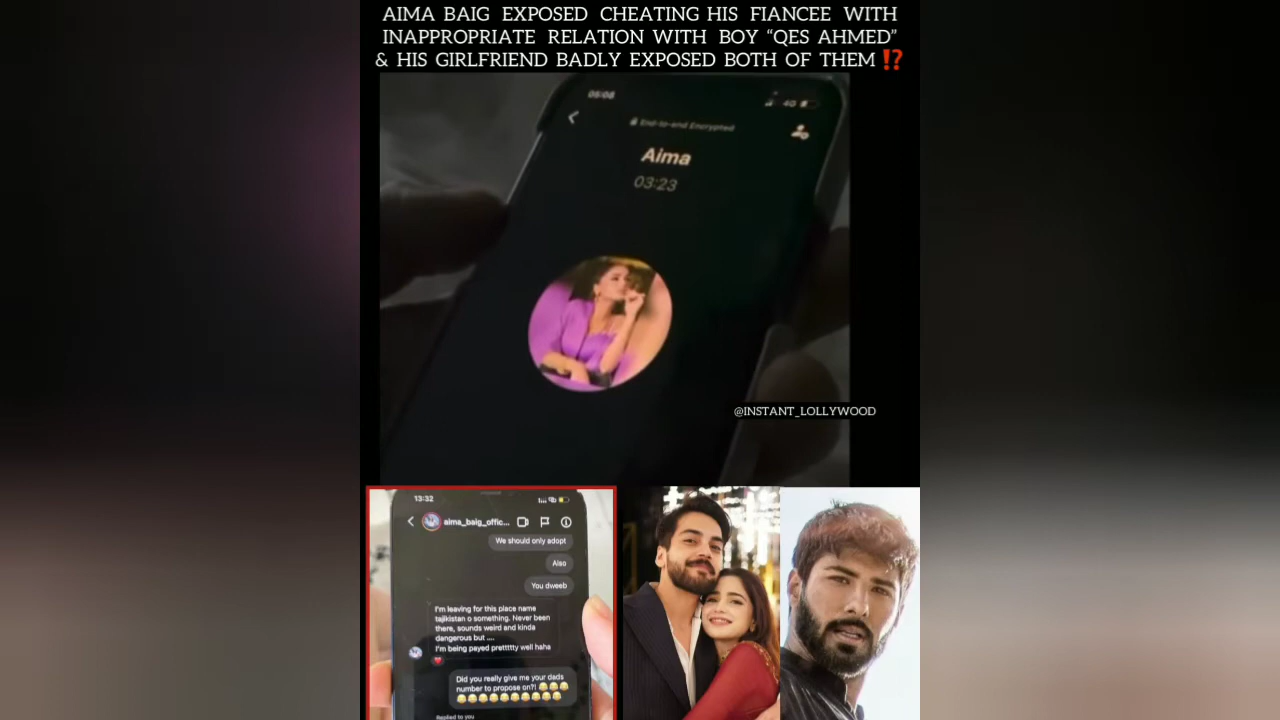 AIMA BAIG EXPOSED CHEATING HIS FIANCEE WITH
INAPPROPRIATE RELATION WITH BOY “QES AHMED”
& HIS GIRLFRIEND BADLY EXPOSED BOTH OF THEM ⁉️
05:08
4G
End-to-end Encrypted
Aima
03:23
@INSTANT_LOLLYWOOD
13:32
aima_baig_offic...
We should only adopt
Also
You dweeb
I'm leaving for this place name
tajikistan o something. Never been
there, sounds weird and kinda
dangerous but ....
I'm being payed prettttty well haha
❤️
Did you really give me your dads
number to propose on?! 😂😂😂
😂😂😂😂😂😂😂😂😂😂
Replied to you